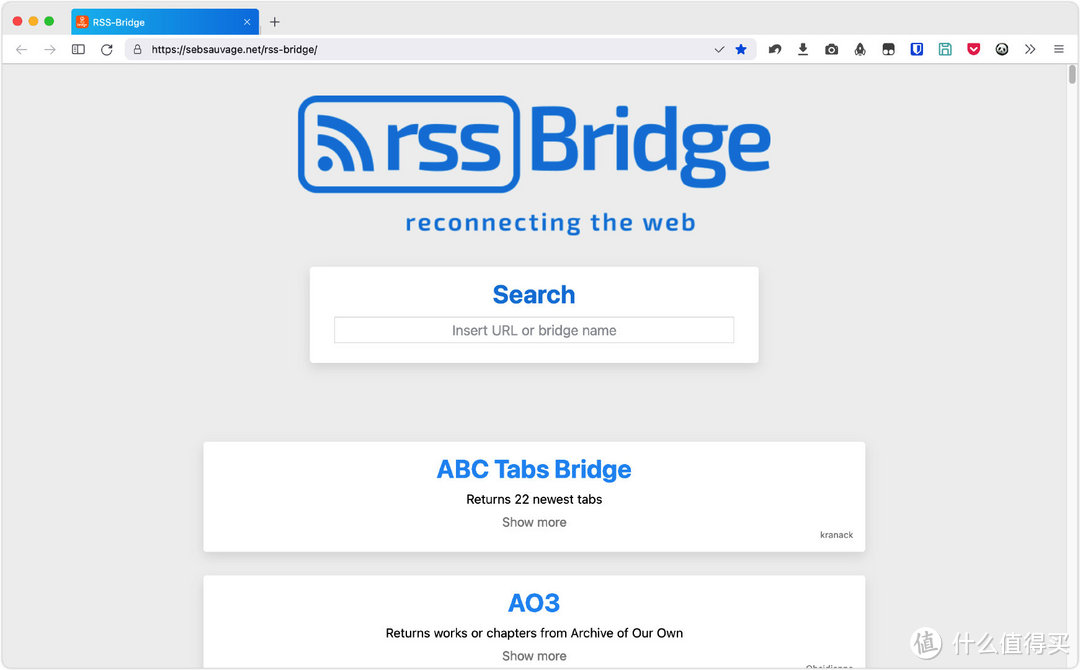 RSS-Bridge
https://sebsauvage.net/rss-bridge/
rss Bridge
reconnecting the web
Search
Insert URL or bridge name
ABC Tabs Bridge
Returns 22 newest tabs
Show more
kranack
AO3
Returns works or chapters from Archive of Our Own
Show more
值 什么值得买